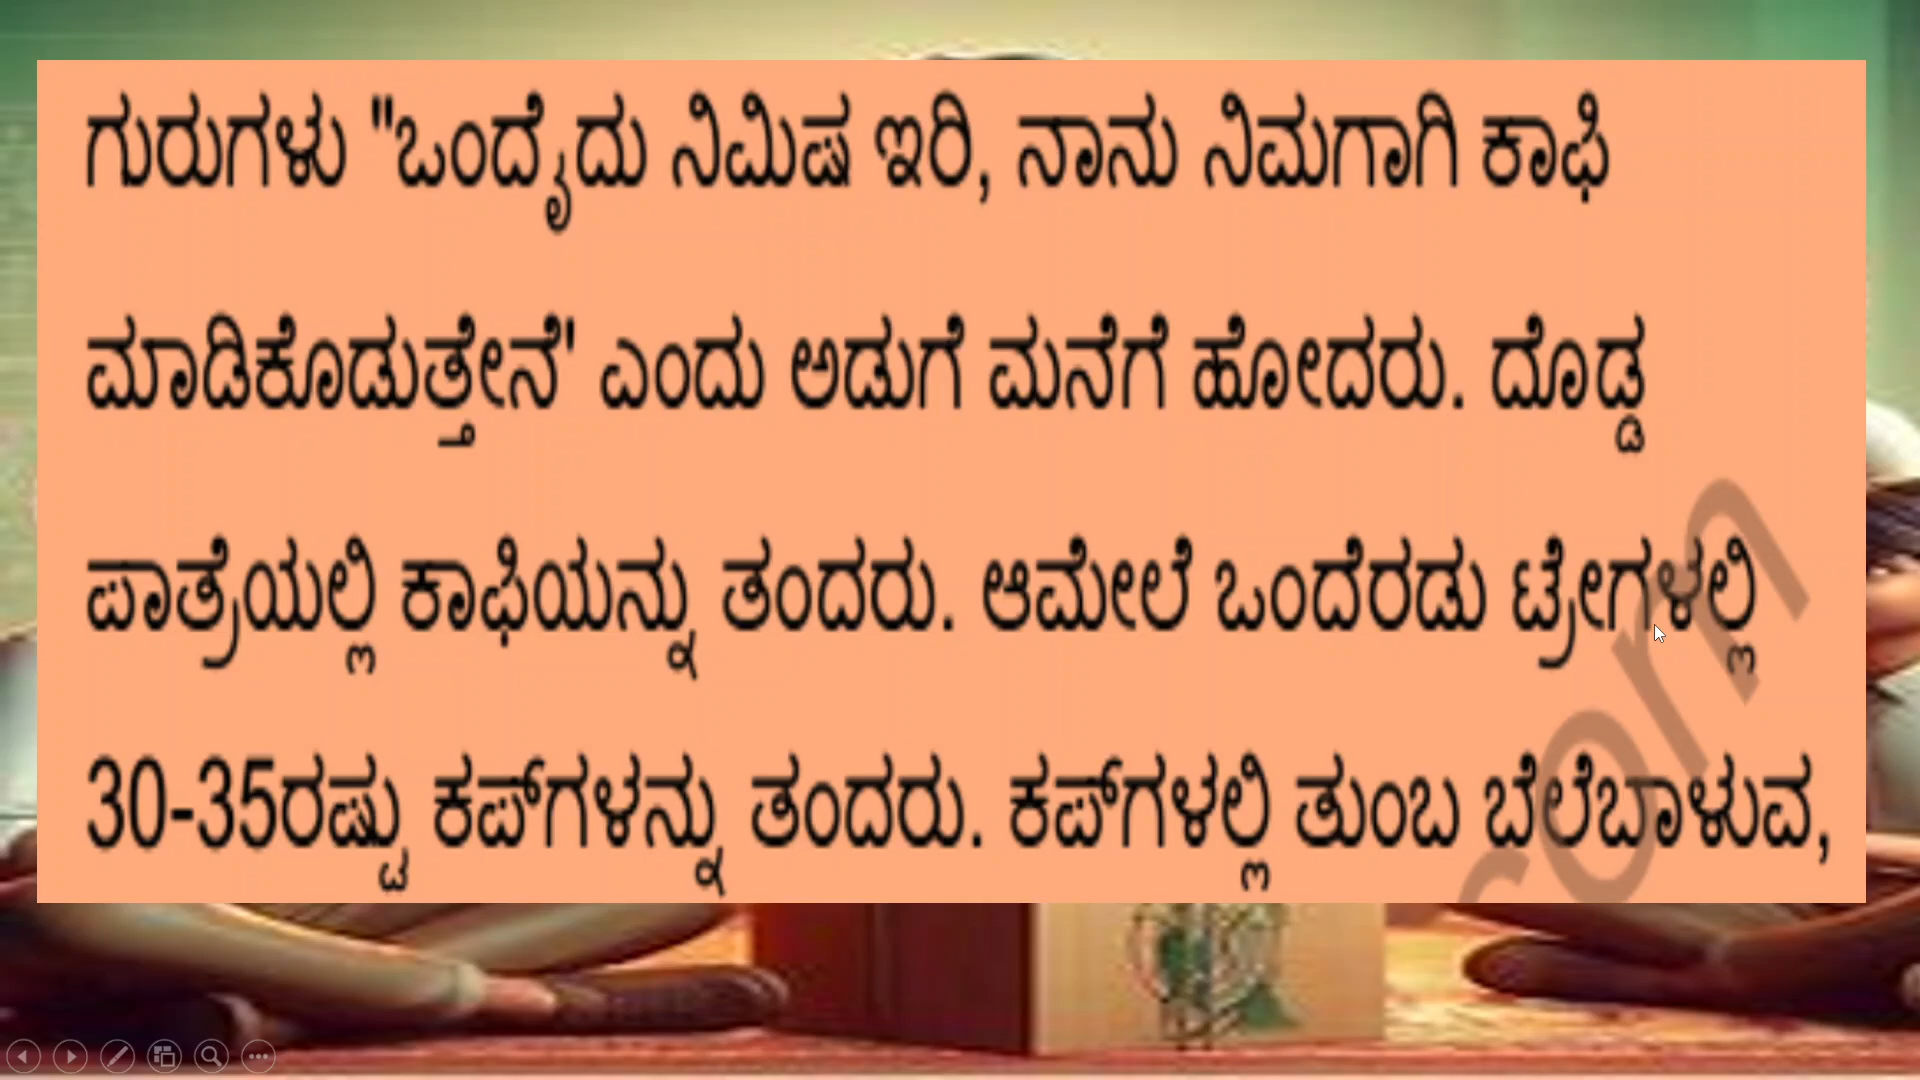 ಗುರುಗಳು "ಒಂದೈದು ನಿಮಿಷ ಇರಿ, ನಾನು ನಿಮಗಾಗಿ ಕಾಫಿ
ಮಾಡಿಕೊಡುತ್ತೇನೆ' ಎಂದು ಅಡುಗೆ ಮನೆಗೆ ಹೋದರು. ದೊಡ್ಡ
ಪಾತ್ರೆಯಲ್ಲಿ ಕಾಫಿಯನ್ನು ತಂದರು. ಆಮೇಲೆ ಒಂದೆರಡು ಟ್ರೇಗಳಲ್ಲಿ
30-35ರಷ್ಟು ಕಪ್‌ಗಳನ್ನು ತಂದರು. ಕಪ್‌ಗಳಲ್ಲಿ ತುಂಬ ಬೆಲೆಬಾಳುವ,
com